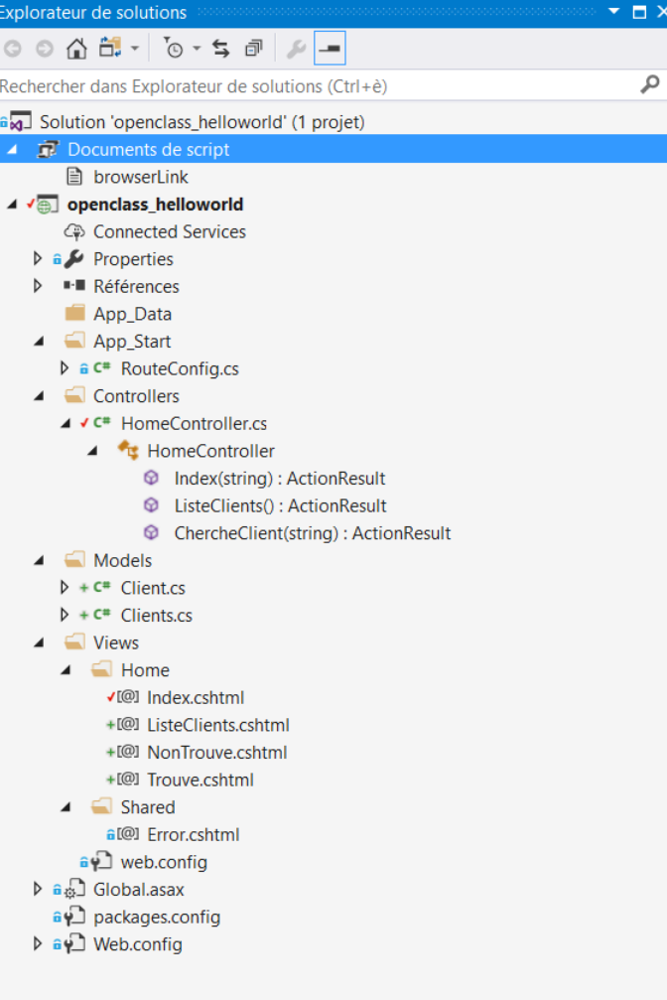 Explorateur de solutions
Rechercher dans Explorateur de solutions (Ctrl+è)
Solution 'openclass_helloworld' (1 projet)
Documents de script
browserLink
openclass_helloworld
Connected Services
Properties
Références
App_Data
App_Start
C# RouteConfig.cs
Controllers
C# HomeController.cs
HomeController
Index(string) : ActionResult
ListeClients() : ActionResult
ChercheClient(string) : ActionResult
Models
C# Client.cs
C# Clients.cs
Views
Home
[@] Index.cshtml
[@] ListeClients.cshtml
[@] NonTrouve.cshtml
[@] Trouve.cshtml
Shared
[@] Error.cshtml
web.config
Global.asax
packages.config
Web.config